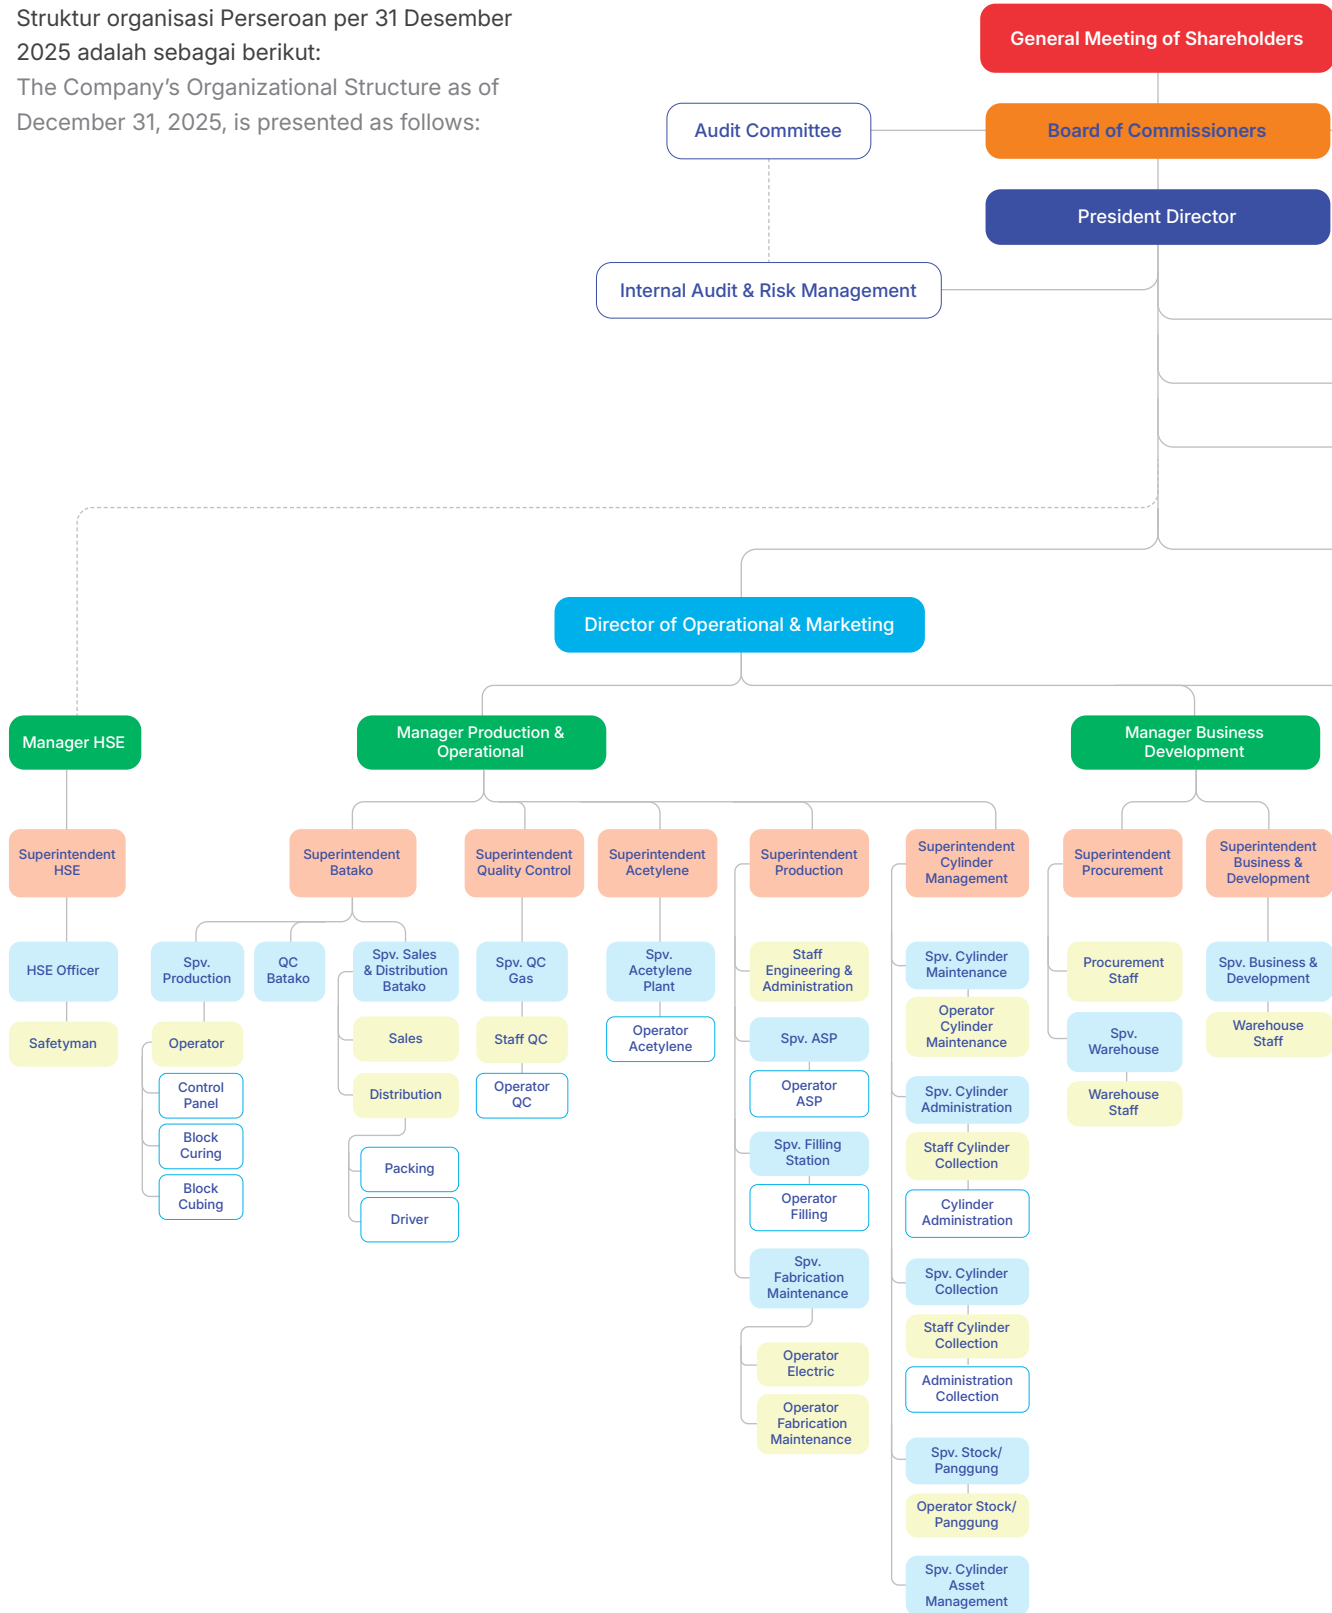 Struktur organisasi Perseroan per 31 Desember
2025 adalah sebagai berikut:
The Company's Organizational Structure as of
December 31, 2025, is presented as follows:
General Meeting of Shareholders
Audit Committee
Board of Commissioners
President Director
Internal Audit & Risk Management
Director of Operational & Marketing
Manager HSE
Manager Production &
Operational
Manager Business
Development
Superintendent
HSE
Superintendent
Batako
Superintendent
Quality Control
Superintendent
Acetylene
Superintendent
Production
Superintendent
Cylinder
Management
Superintendent
Procurement
Superintendent
Business &
Development
HSE Officer
Safetyman
Spv.
Production
Operator
Control
Panel
Block
Curing
Block
Cubing
QC
Batako
Spv. Sales
& Distribution
Batako
Sales
Distribution
Packing
Driver
Spv. QC
Gas
Staff QC
Operator
QC
Spv.
Acetylene
Plant
Operator
Acetylene
Staff
Engineering &
Administration
Spv. ASP
Operator
ASP
Spv. Filling
Station
Operator
Filling
Spv.
Fabrication
Maintenance
Operator
Electric
Operator
Fabrication
Maintenance
Spv. Cylinder
Maintenance
Operator
Cylinder
Maintenance
Spv. Cylinder
Administration
Staff Cylinder
Collection
Cylinder
Administration
Spv. Cylinder
Collection
Staff Cylinder
Collection
Administration
Collection
Spv. Stock/
Panggung
Operator Stock/
Panggung
Spv. Cylinder
Asset
Management
Procurement
Staff
Spv.
Warehouse
Warehouse
Staff
Spv. Business &
Development
Warehouse
Staff